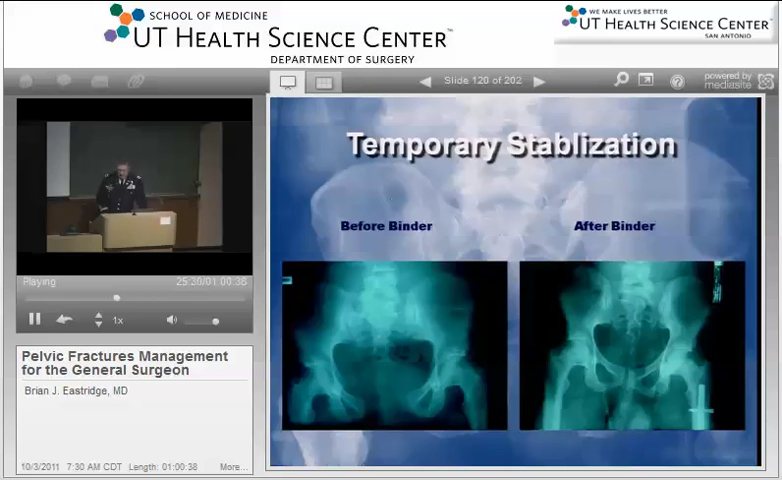 SCHOOL OF MEDICINE
UT HEALTH SCIENCE CENTER™
DEPARTMENT OF SURGERY
WE MAKE LIVES BETTER
UT HEALTH SCIENCE CENTER
SAN ANTONIO
Slide 120 of 202
powered by
mediasite
Playing
25:30/01:00:38
1x
Pelvic Fractures Management
for the General Surgeon
Brian J. Eastridge, MD
10/3/2011 7:30 AM CDT Length: 01:00:38 More...
Temporary Stablization
Before Binder
After Binder